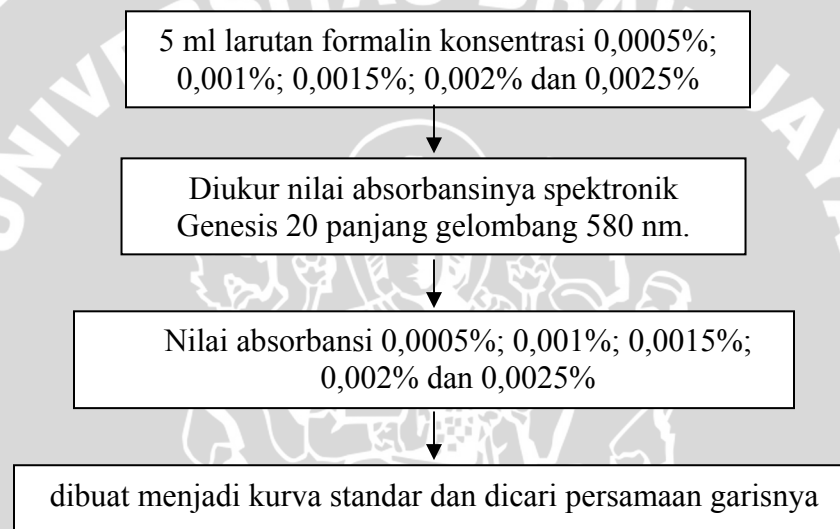 5 ml larutan formalin konsentrasi 0,0005%;
0,001%; 0,0015%; 0,002% dan 0,0025%
Diukur nilai absorbansinya spektronik
Genesis 20 panjang gelombang 580 nm.
Nilai absorbansi 0,0005%; 0,001%; 0,0015%;
0,002% dan 0,0025%
dibuat menjadi kurva standar dan dicari persamaan garisnya